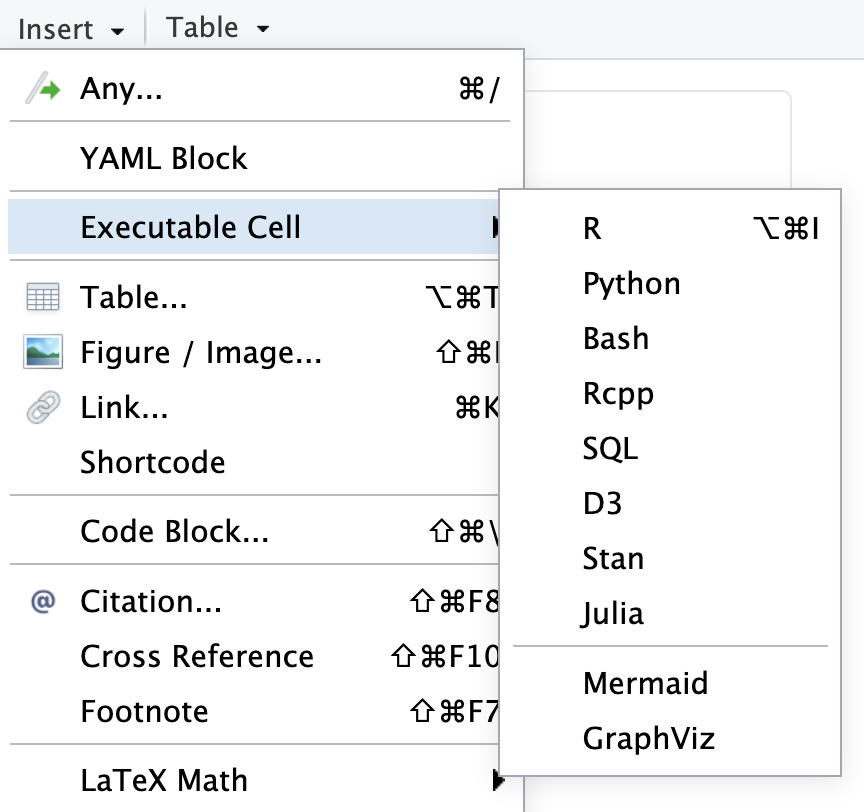 Insert Table
Any... ⌘/
YAML Block
Executable Cell
Table... ⌥⌘T
Figure / Image... ⇧⌘
Link... ⌘K
Shortcode
Code Block... ⇧⌘\
@ Citation... ⇧⌘F8
Cross Reference ⇧⌘F10
Footnote ⇧⌘F7
LaTeX Math
R ⌥⌘I
Python
Bash
Rcpp
SQL
D3
Stan
Julia
Mermaid
GraphViz